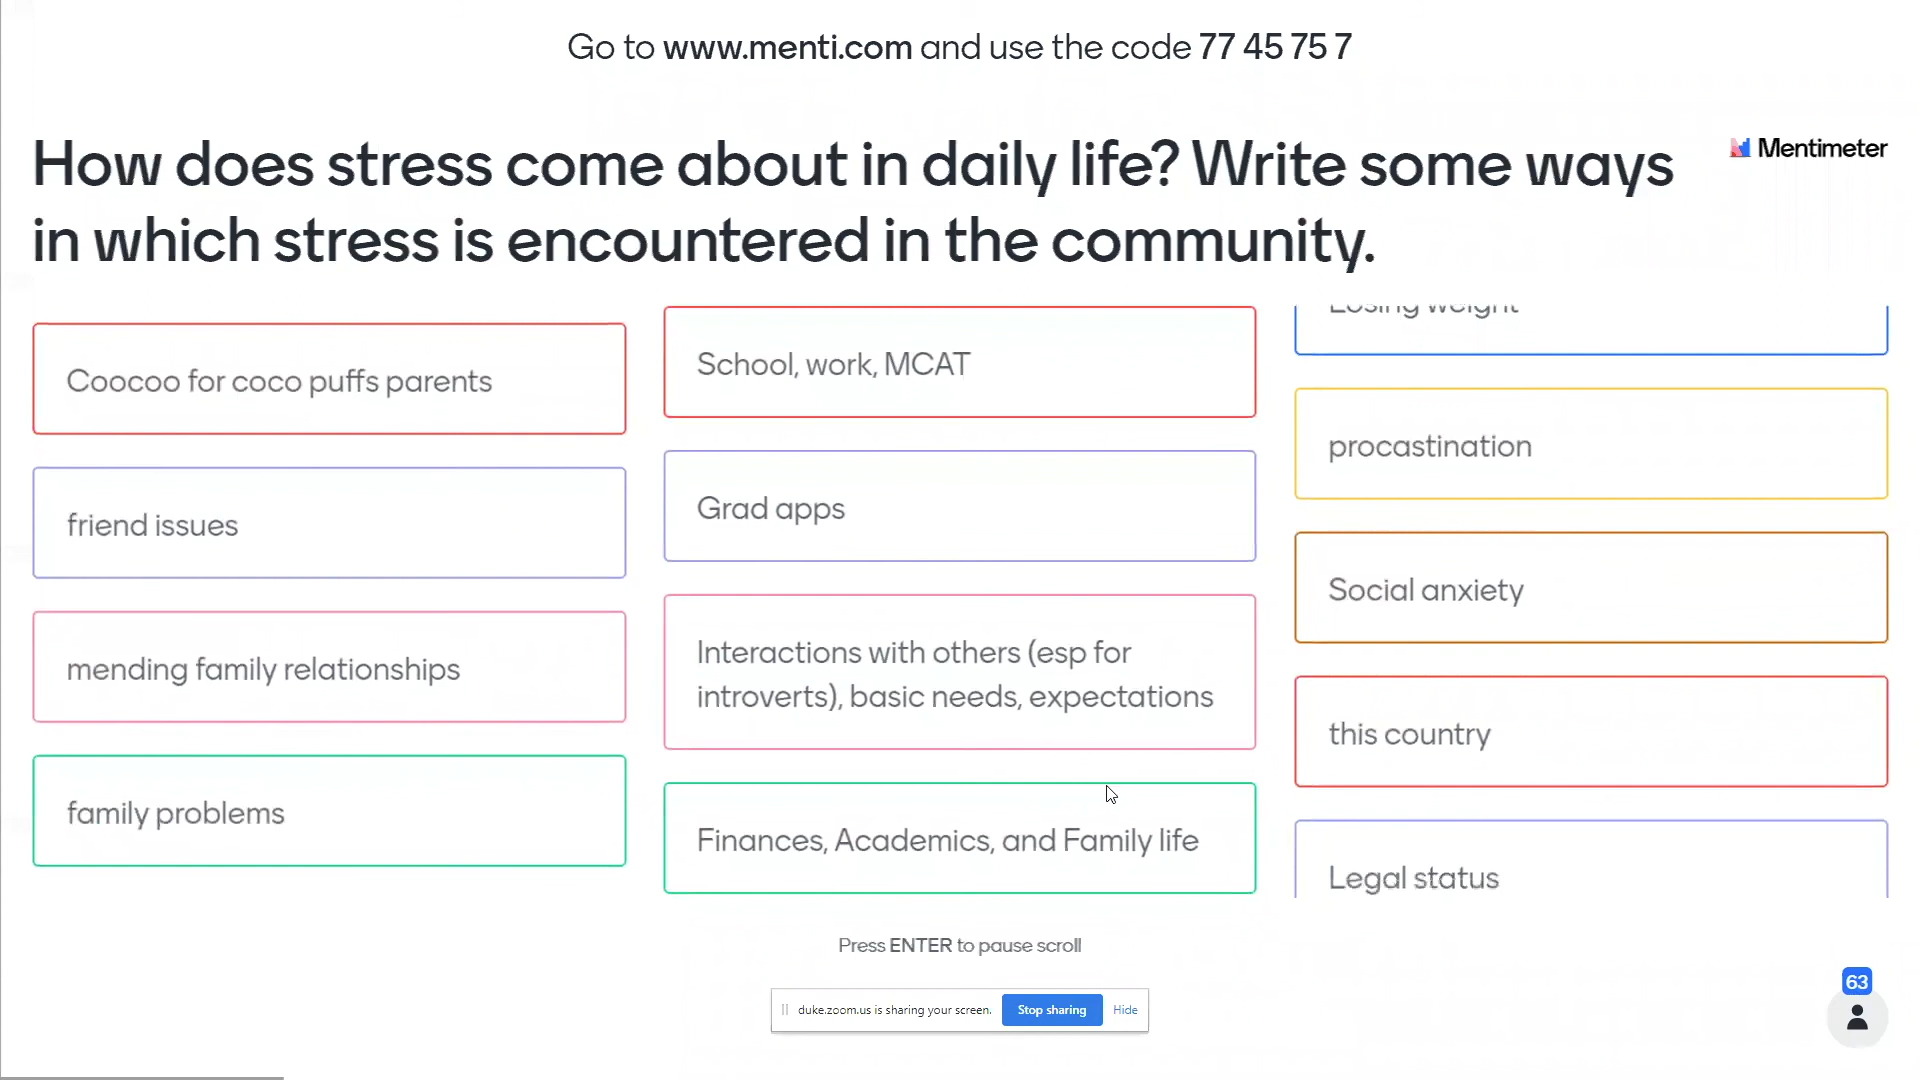 Go to www.menti.com and use the code 77 45 75 7
Mentimeter
How does stress come about in daily life? Write some ways
in which stress is encountered in the community.
Coocoo for coco puffs parents
friend issues
mending family relationships
family problems
School, work, MCAT
Grad apps
Interactions with others (esp for
introverts), basic needs, expectations
Finances, Academics, and Family life
Losing weight
procastination
Social anxiety
this country
Legal status
Press ENTER to pause scroll
duke.zoom.us is sharing your screen. Stop sharing Hide
63